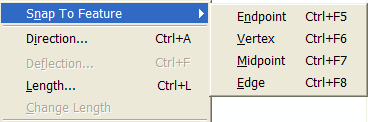 Snap To Feature
Direction... Ctrl+A
Deflection... Ctrl+F
Length... Ctrl+L
Change Length
Endpoint Ctrl+F5
Vertex Ctrl+F6
Midpoint Ctrl+F7
Edge Ctrl+F8